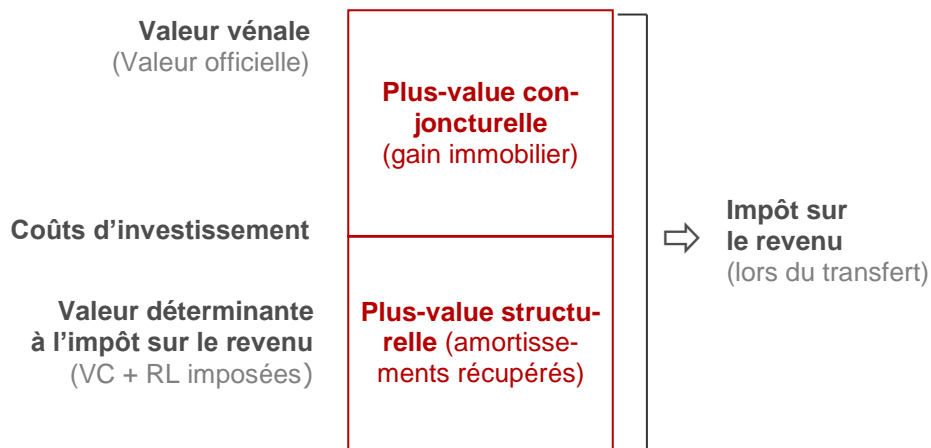 Valeur vénale
(Valeur officielle)
Plus-value con-
joncturelle
(gain immobilier)
Coûts d’investissement
Impôt sur
le revenu
(lors du transfert)
Valeur déterminante
à l’impôt sur le revenu
(VC + RL imposées)
Plus-value structu-
relle (amortisse-
ments récupérés)